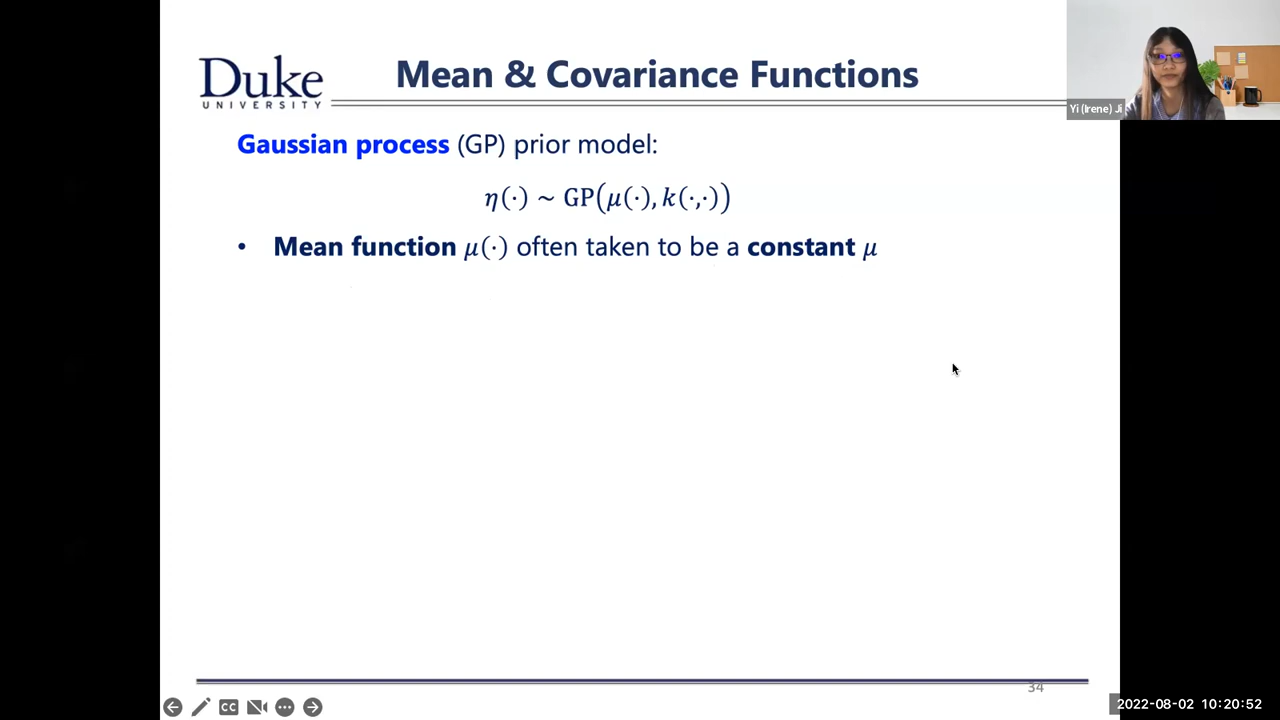 Duke
UNIVERSITY
Mean & Covariance Functions
Yi (Irene) Ji
Gaussian process (GP) prior model:
η(·) ~ GP(μ(·), k(·,·))
• Mean function μ(·) often taken to be a constant μ
34
CC
2022-08-02 10:20:52